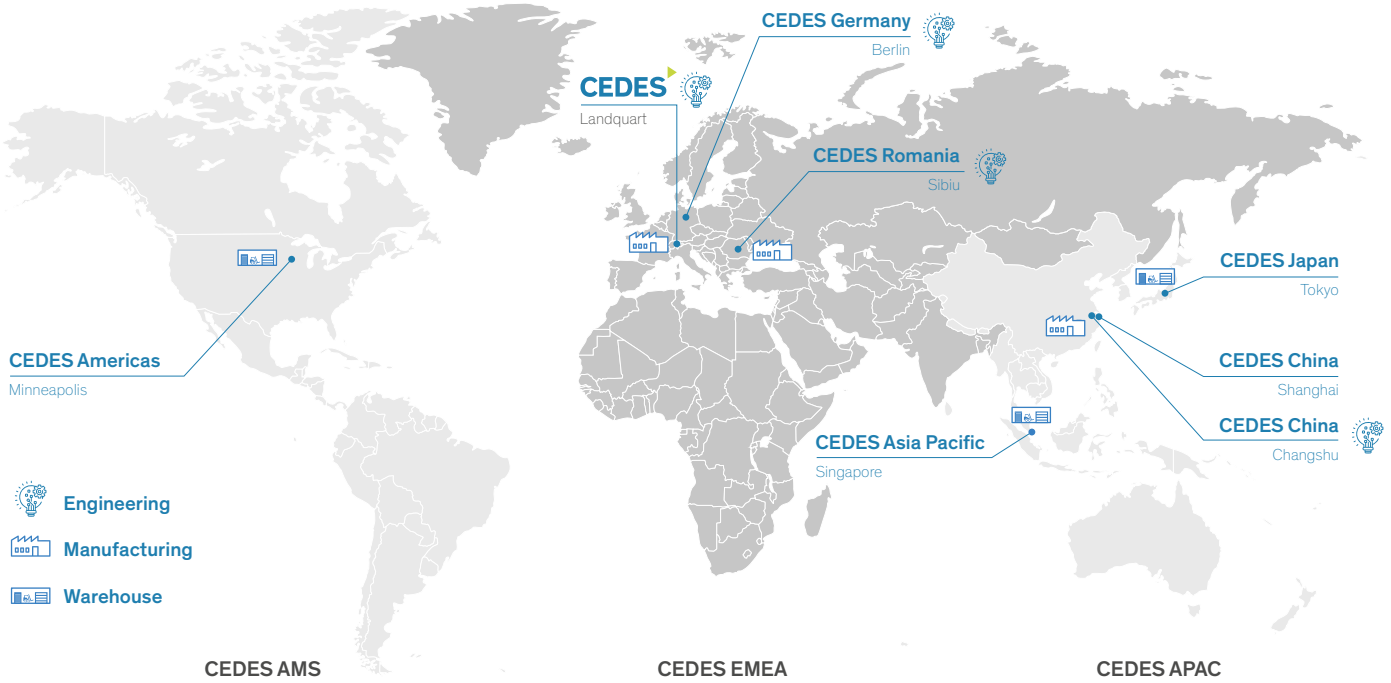 CEDES Germany
Berlin
CEDES
Landquart
CEDES Romania
Sibiu
CEDES Japan
Tokyo
CEDES Americas
Minneapolis
CEDES China
Shanghai
CEDES China
Changshu
CEDES Asia Pacific
Singapore
Engineering
Manufacturing
Warehouse
CEDES AMS
CEDES EMEA
CEDES APAC